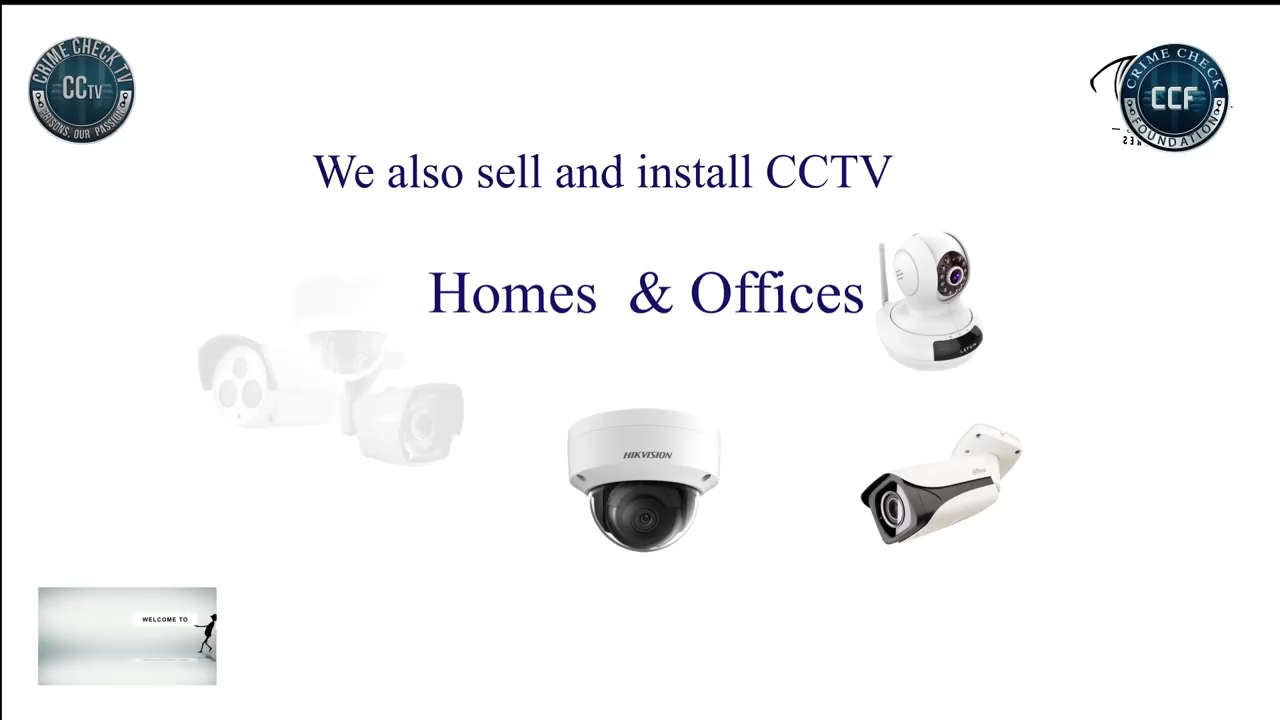 CRIME CHECK TV
CCTV
PRISONS, OUR PASSION
CRIME CHECK
CCF
FOUNDATION
We also sell and install CCTV
Homes & Offices
HIKVISION
WELCOME TO